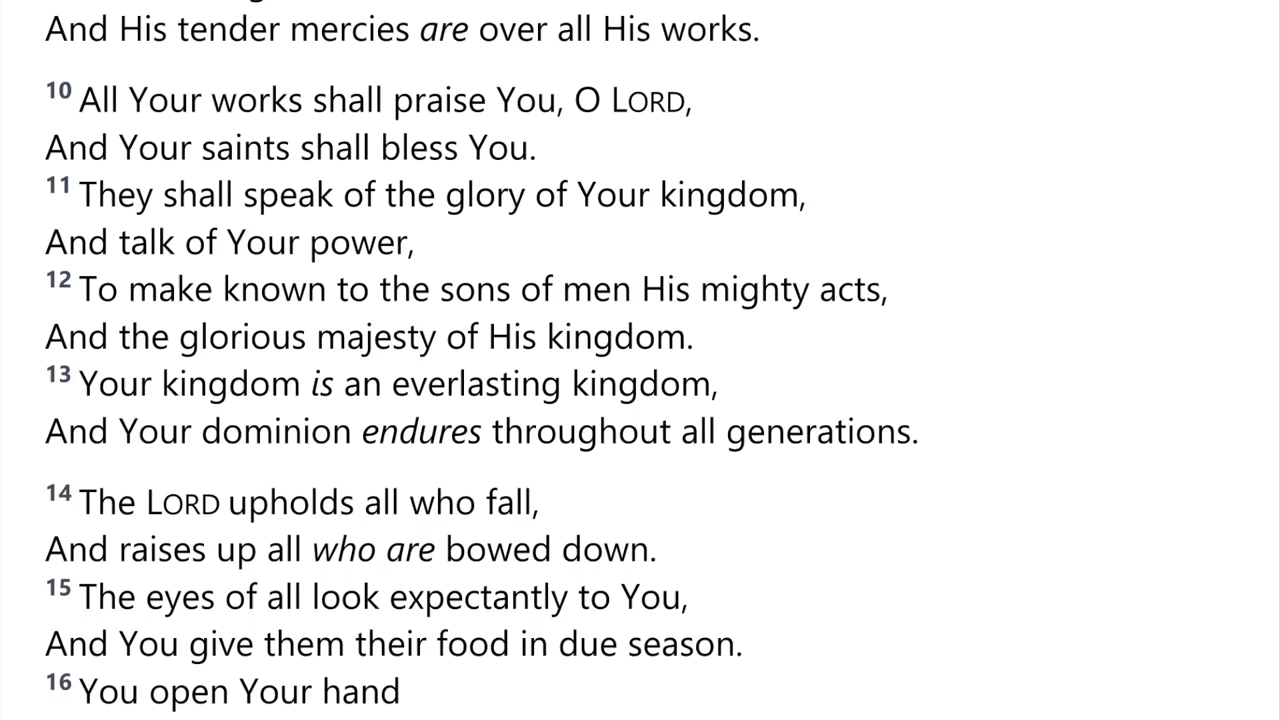 And His tender mercies are over all His works.
10 All Your works shall praise You, O LORD,
And Your saints shall bless You.
11 They shall speak of the glory of Your kingdom,
And talk of Your power,
12 To make known to the sons of men His mighty acts,
And the glorious majesty of His kingdom.
13 Your kingdom is an everlasting kingdom,
And Your dominion endures throughout all generations.
14 The LORD upholds all who fall,
And raises up all who are bowed down.
15 The eyes of all look expectantly to You,
And You give them their food in due season.
16 You open Your hand